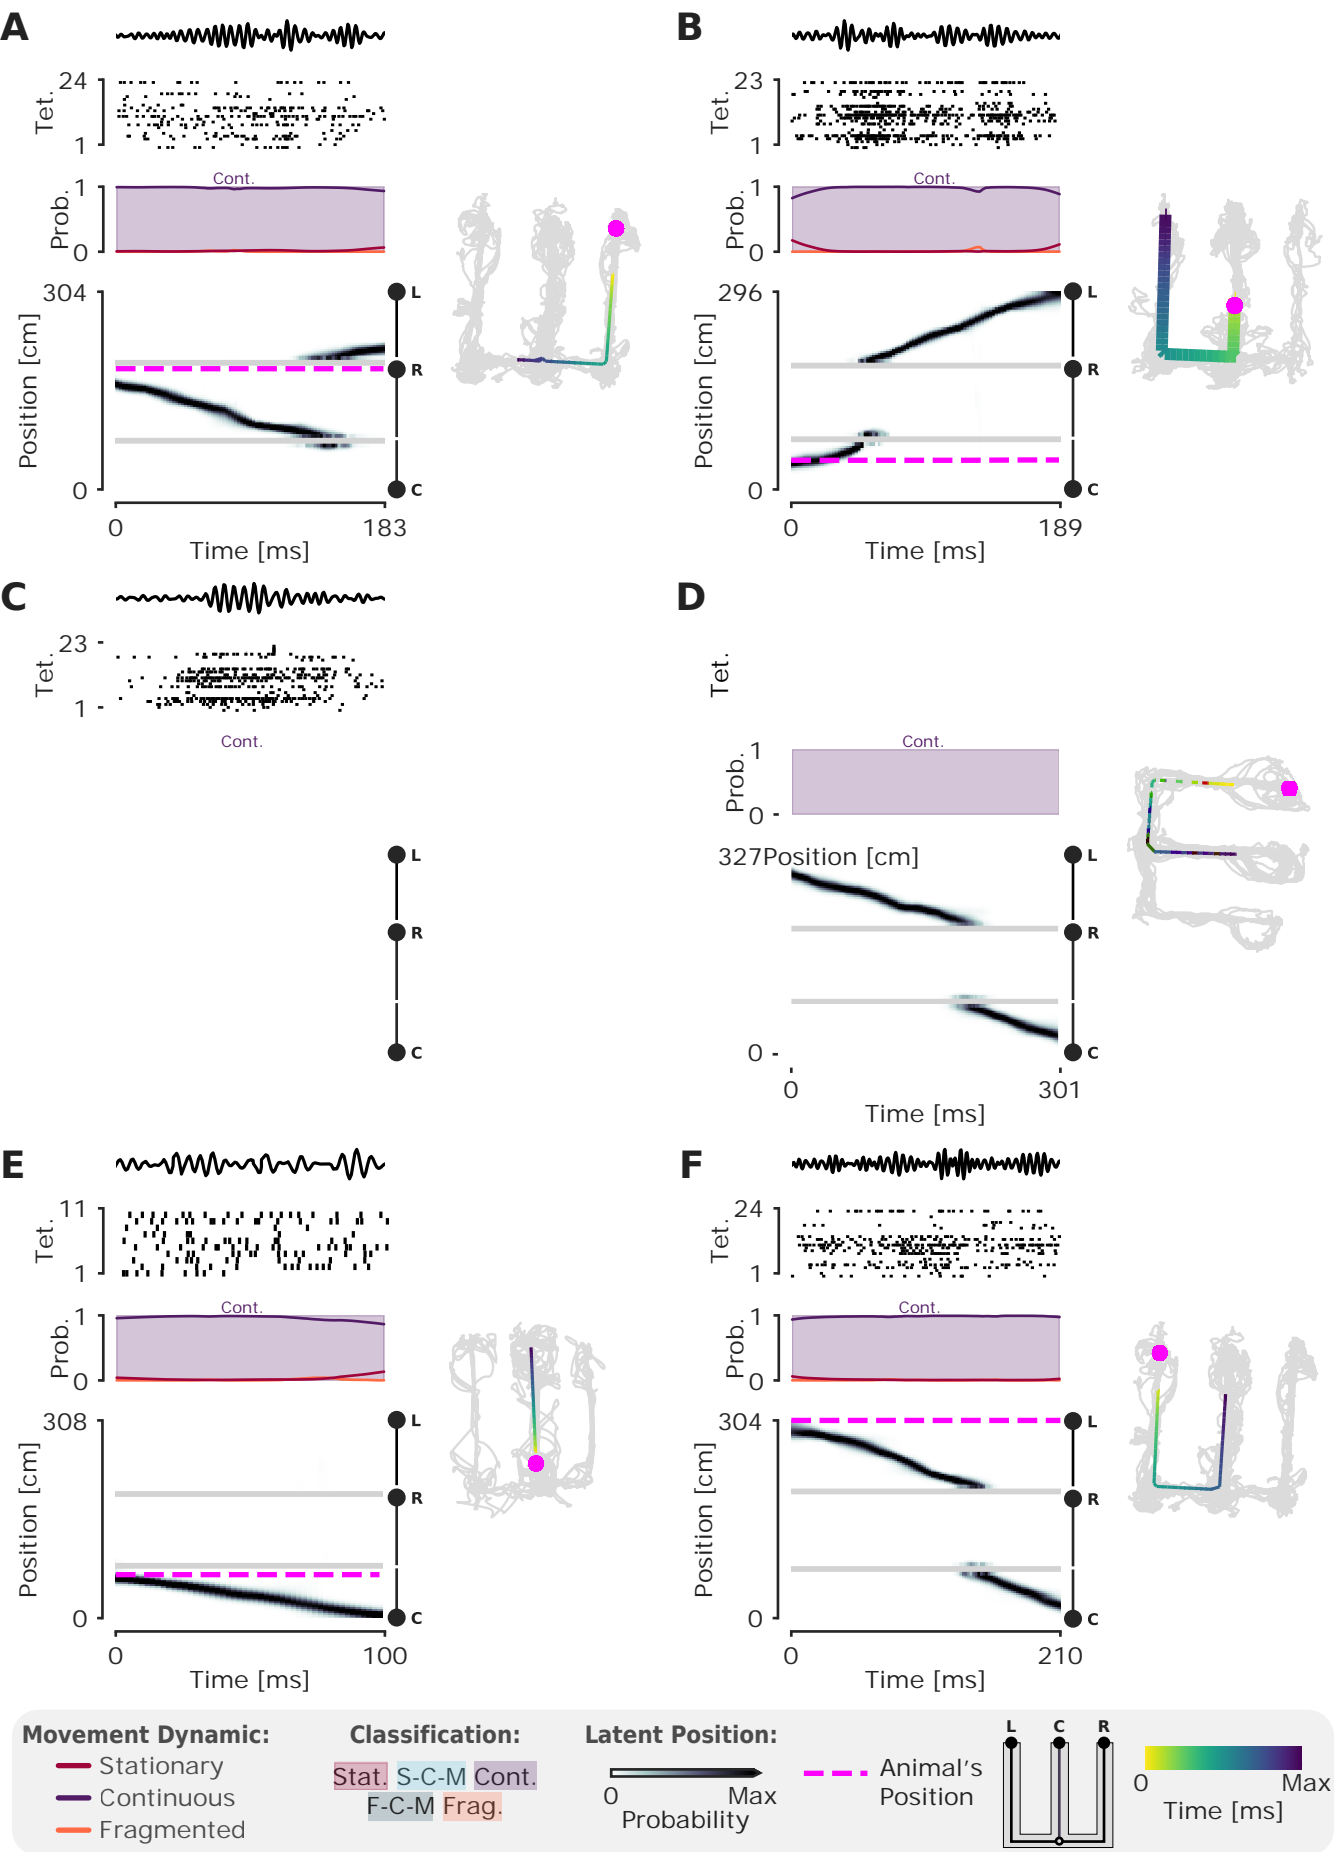 A
Tet.
24
1
Cont.
Prob.
1
0
Position [cm]
304
0
L
R
C
0
183
Time [ms]
B
Tet.
23
1
Cont.
Prob.
1
0
Position [cm]
296
0
L
R
C
0
189
Time [ms]
C
Tet.
23
1
Cont.
L
R
C
D
Tet.
Cont.
Prob.
1
0
327Position [cm]
0
L
R
C
0
301
Time [ms]
E
Tet.
11
1
Cont.
Prob.
1
0
Position [cm]
308
0
L
R
C
0
100
Time [ms]
F
Tet.
24
1
Cont.
Prob.
1
0
Position [cm]
304
0
L
R
C
0
210
Time [ms]
Movement Dynamic:
Stationary
Continuous
Fragmented
Classification:
Stat. S-C-M Cont.
F-C-M Frag.
Latent Position:
0 Max
Probability
Animal's
Position
L C R
0 Max
Time [ms]